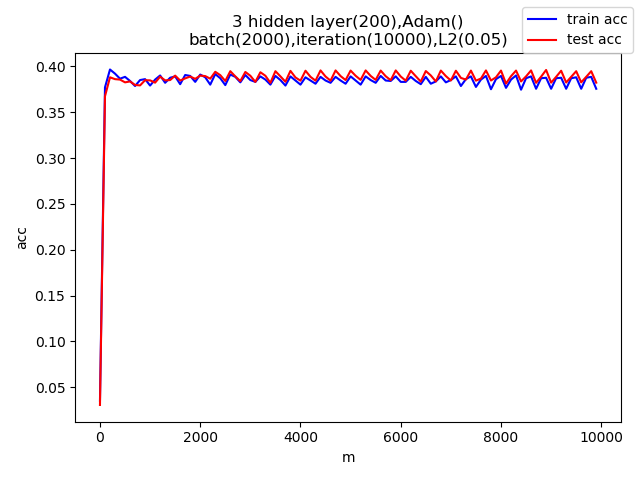 3 hidden layer(200),Adam()
batch(2000),iteration(10000),L2(0.05)
train acc
test acc
0.40
0.35
0.30
0.25
0.20
0.15
0.10
0.05
acc
0 2000 4000 6000 8000 10000
m